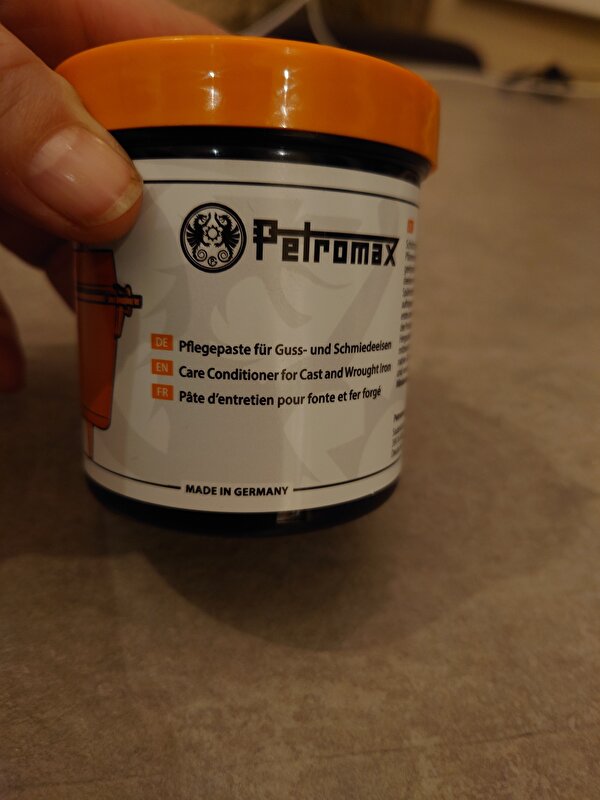 Petromax
DE Pflegepaste für Guss- und Schmiedeeisen
EN Care Conditioner for Cast and Wrought Iron
FR Pâte d'entretien pour fonte et fer forgé
MADE IN GERMANY